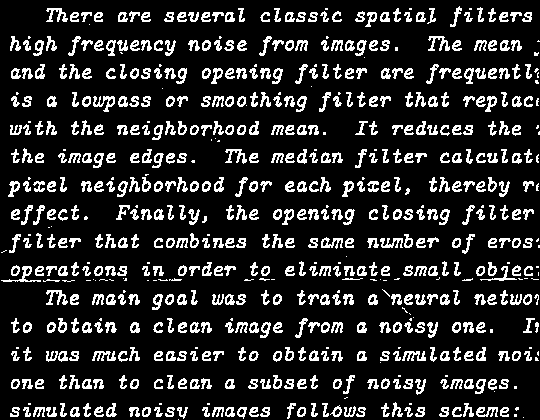 There are several classic spatial filters
high frequency noise from images. The mean
and the closing opening filter are frequently
is a lowpass or smoothing filter that replac
with the neighborhood mean. It reduces the
the image edges. The median filter calculat
pixel neighborhood for each pixel, thereby r
effect. Finally, the opening closing filter
filter that combines the same number of eros
operations in order to eliminate small objec
The main goal was to train a neural networ
to obtain a clean image from a noisy one. I
it was much easier to obtain a simulated nois
one than to clean a subset of noisy images.
simulated noisy images follows this scheme: